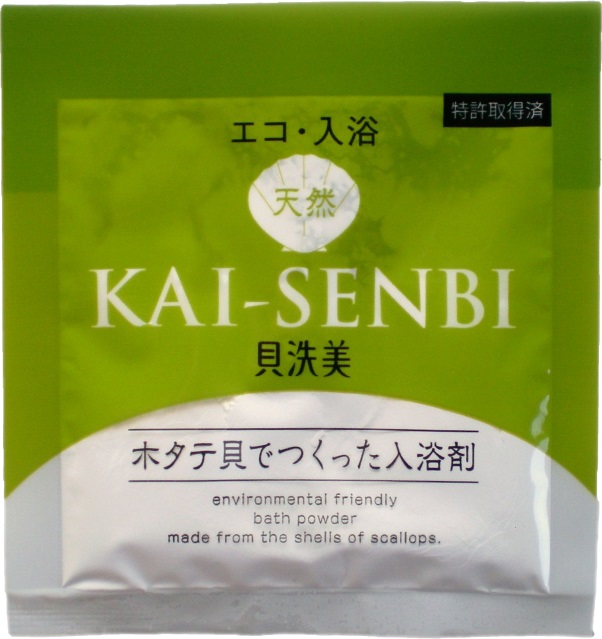 特許取得済
エコ・入浴
天然
KAI-SENBI
貝洗美
ホタテ貝でつくった入浴剤
environmental friendly
bath powder
made from the shells of scallops.